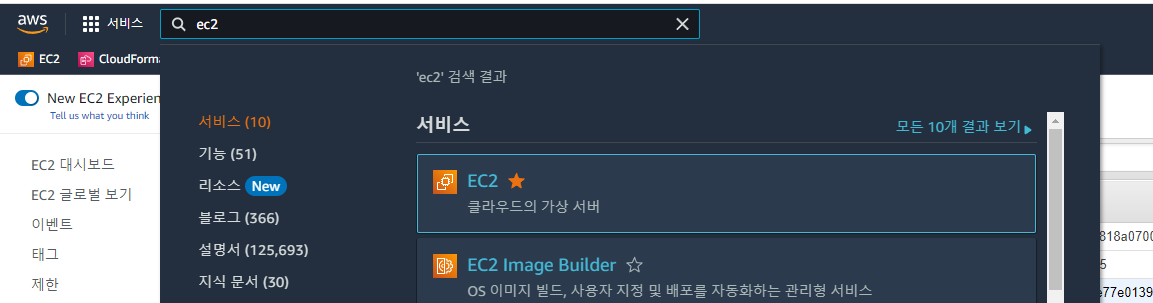 aws
서비스
ec2
EC2
CloudForma
'ec2' 검색 결과
New EC2 Experien
Tell us what you think
서비스 (10)
기능 (51)
리소스 New
블로그 (366)
설명서 (125,693)
지식 문서 (30)
서비스
모든 10개 결과 보기
EC2
클라우드의 가상 서버
EC2 Image Builder
OS 이미지 빌드, 사용자 지정 및 배포를 자동화하는 관리형 서비스
EC2 대시보드
EC2 글로벌 보기
이벤트
태그
제한
818a0700
5
e77e0139